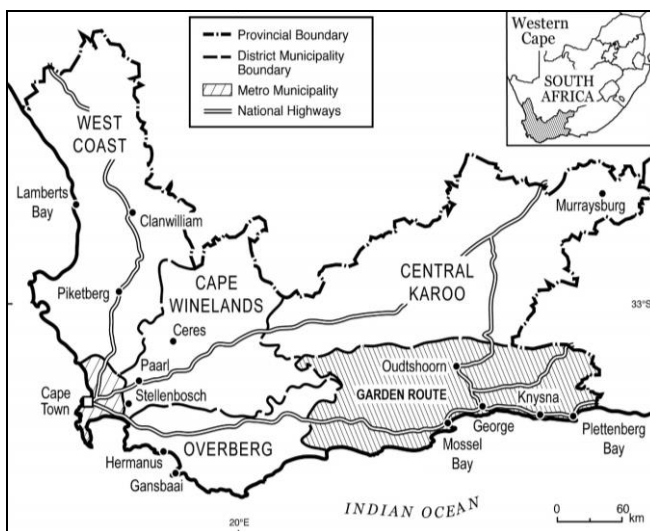 Provincial Boundary
District Municipality
Boundary
Metro Municipality
National Highways
Western
Cape
SOUTH
AFRICA
WEST
COAST
Lamberts
Bay
Clanwilliam
Murraysburg
Piketberg
CAPE
WINELANDS
CENTRAL
KAROO
33°S
Ceres
Paarl
Oudtshoorn
Cape
Town
Stellenbosch
GARDEN ROUTE
Knysna
OVERBERG
George
Plettenberg
Bay
Mossel
Bay
Hermanus
Gansbaai
INDIAN OCEAN
20°E
0
60
km